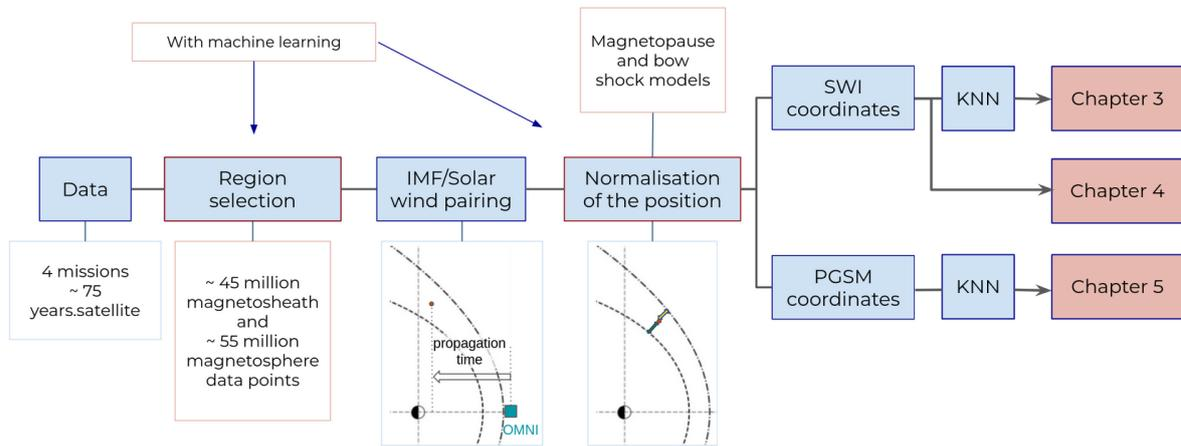 With machine learning
Magnetopause
and bow
shock models
SWI
coordinates
KNN
Chapter 3
Data
Region
selection
IMF/Solar
wind pairing
Normalisation
of the position
Chapter 4
4 missions
~ 75
years.satellite
~ 45 million
magnetosheath
and
~ 55 million
magnetosphere
data points
propagation
time
OMNI
PGSM
coordinates
KNN
Chapter 5